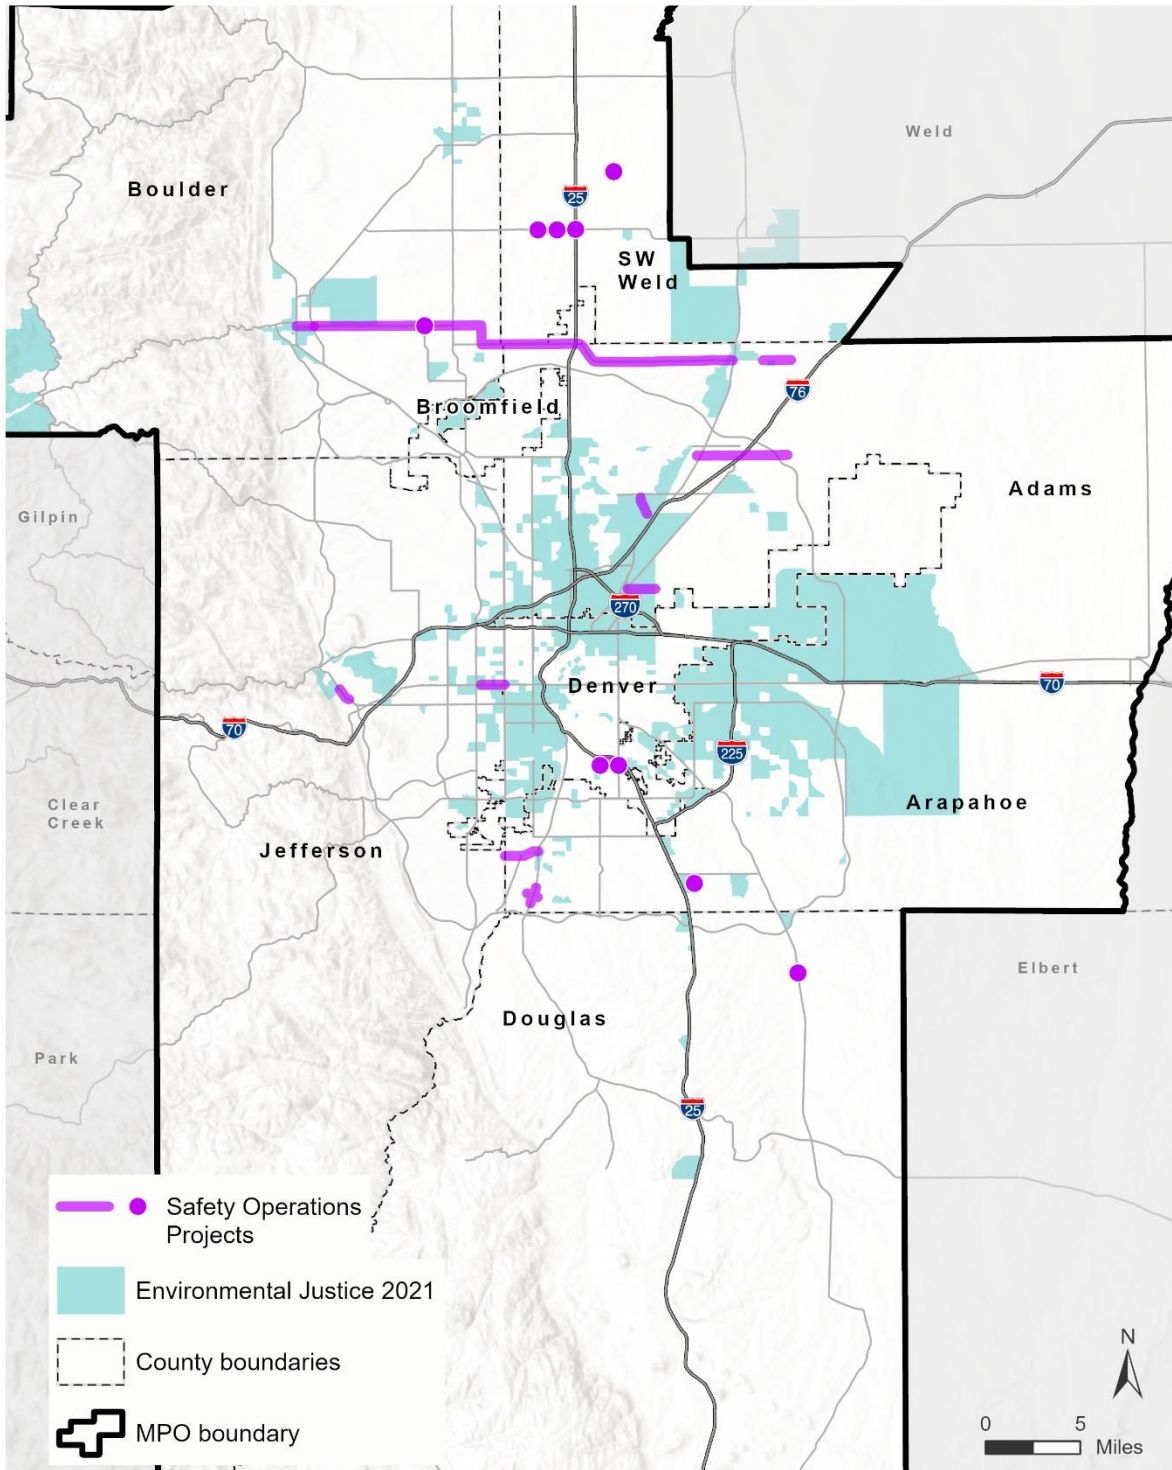 Weld
Boulder
25
SW
Weld
76
Broomfield
Adams
Gilpin
270
Denver
70
70
225
Clear
Creek
Arapahoe
Jefferson
Elbert
Douglas
Park
25
Safety Operations
Projects
Environmental Justice 2021
County boundaries
MPO boundary
N
0 5
Miles